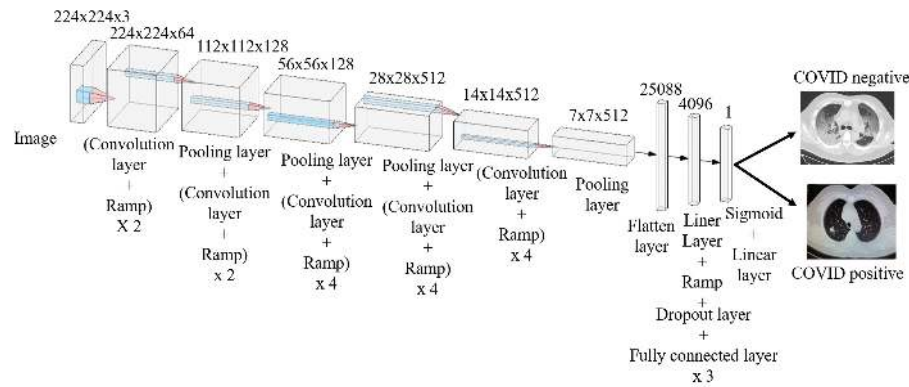 224x224x3
224x224x64
112x112x128
56x56x128
28x28x512
14x14x512
7x7x512
25088
4096
1
COVID negative
Image
(Convolution
layer
+
Ramp)
X 2
Pooling layer
+
(Convolution
layer
+
Ramp)
x 2
Pooling layer
+
(Convolution
layer
+
Ramp)
x 4
Pooling layer
+
(Convolution
layer
+
Ramp)
x 4
(Convolution
layer
+
Ramp)
x 4
Pooling
layer
Flatten
layer
Liner
Layer
+
Ramp
+
Dropout layer
+
Fully connected layer
x 3
Sigmoid
Linear
layer
COVID positive